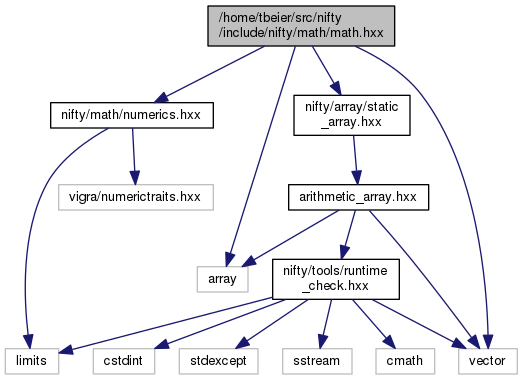 /home/tbeier/src/nifty
/include/nifty/math/math.hxx
nifty/math/numerics.hxx
nifty/array/static
_array.hxx
vigra/numerictraits.hxx
arithmetic_array.hxx
array
nifty/tools/runtime
_check.hxx
limits
cstdint
stdexcept
sstream
cmath
vector